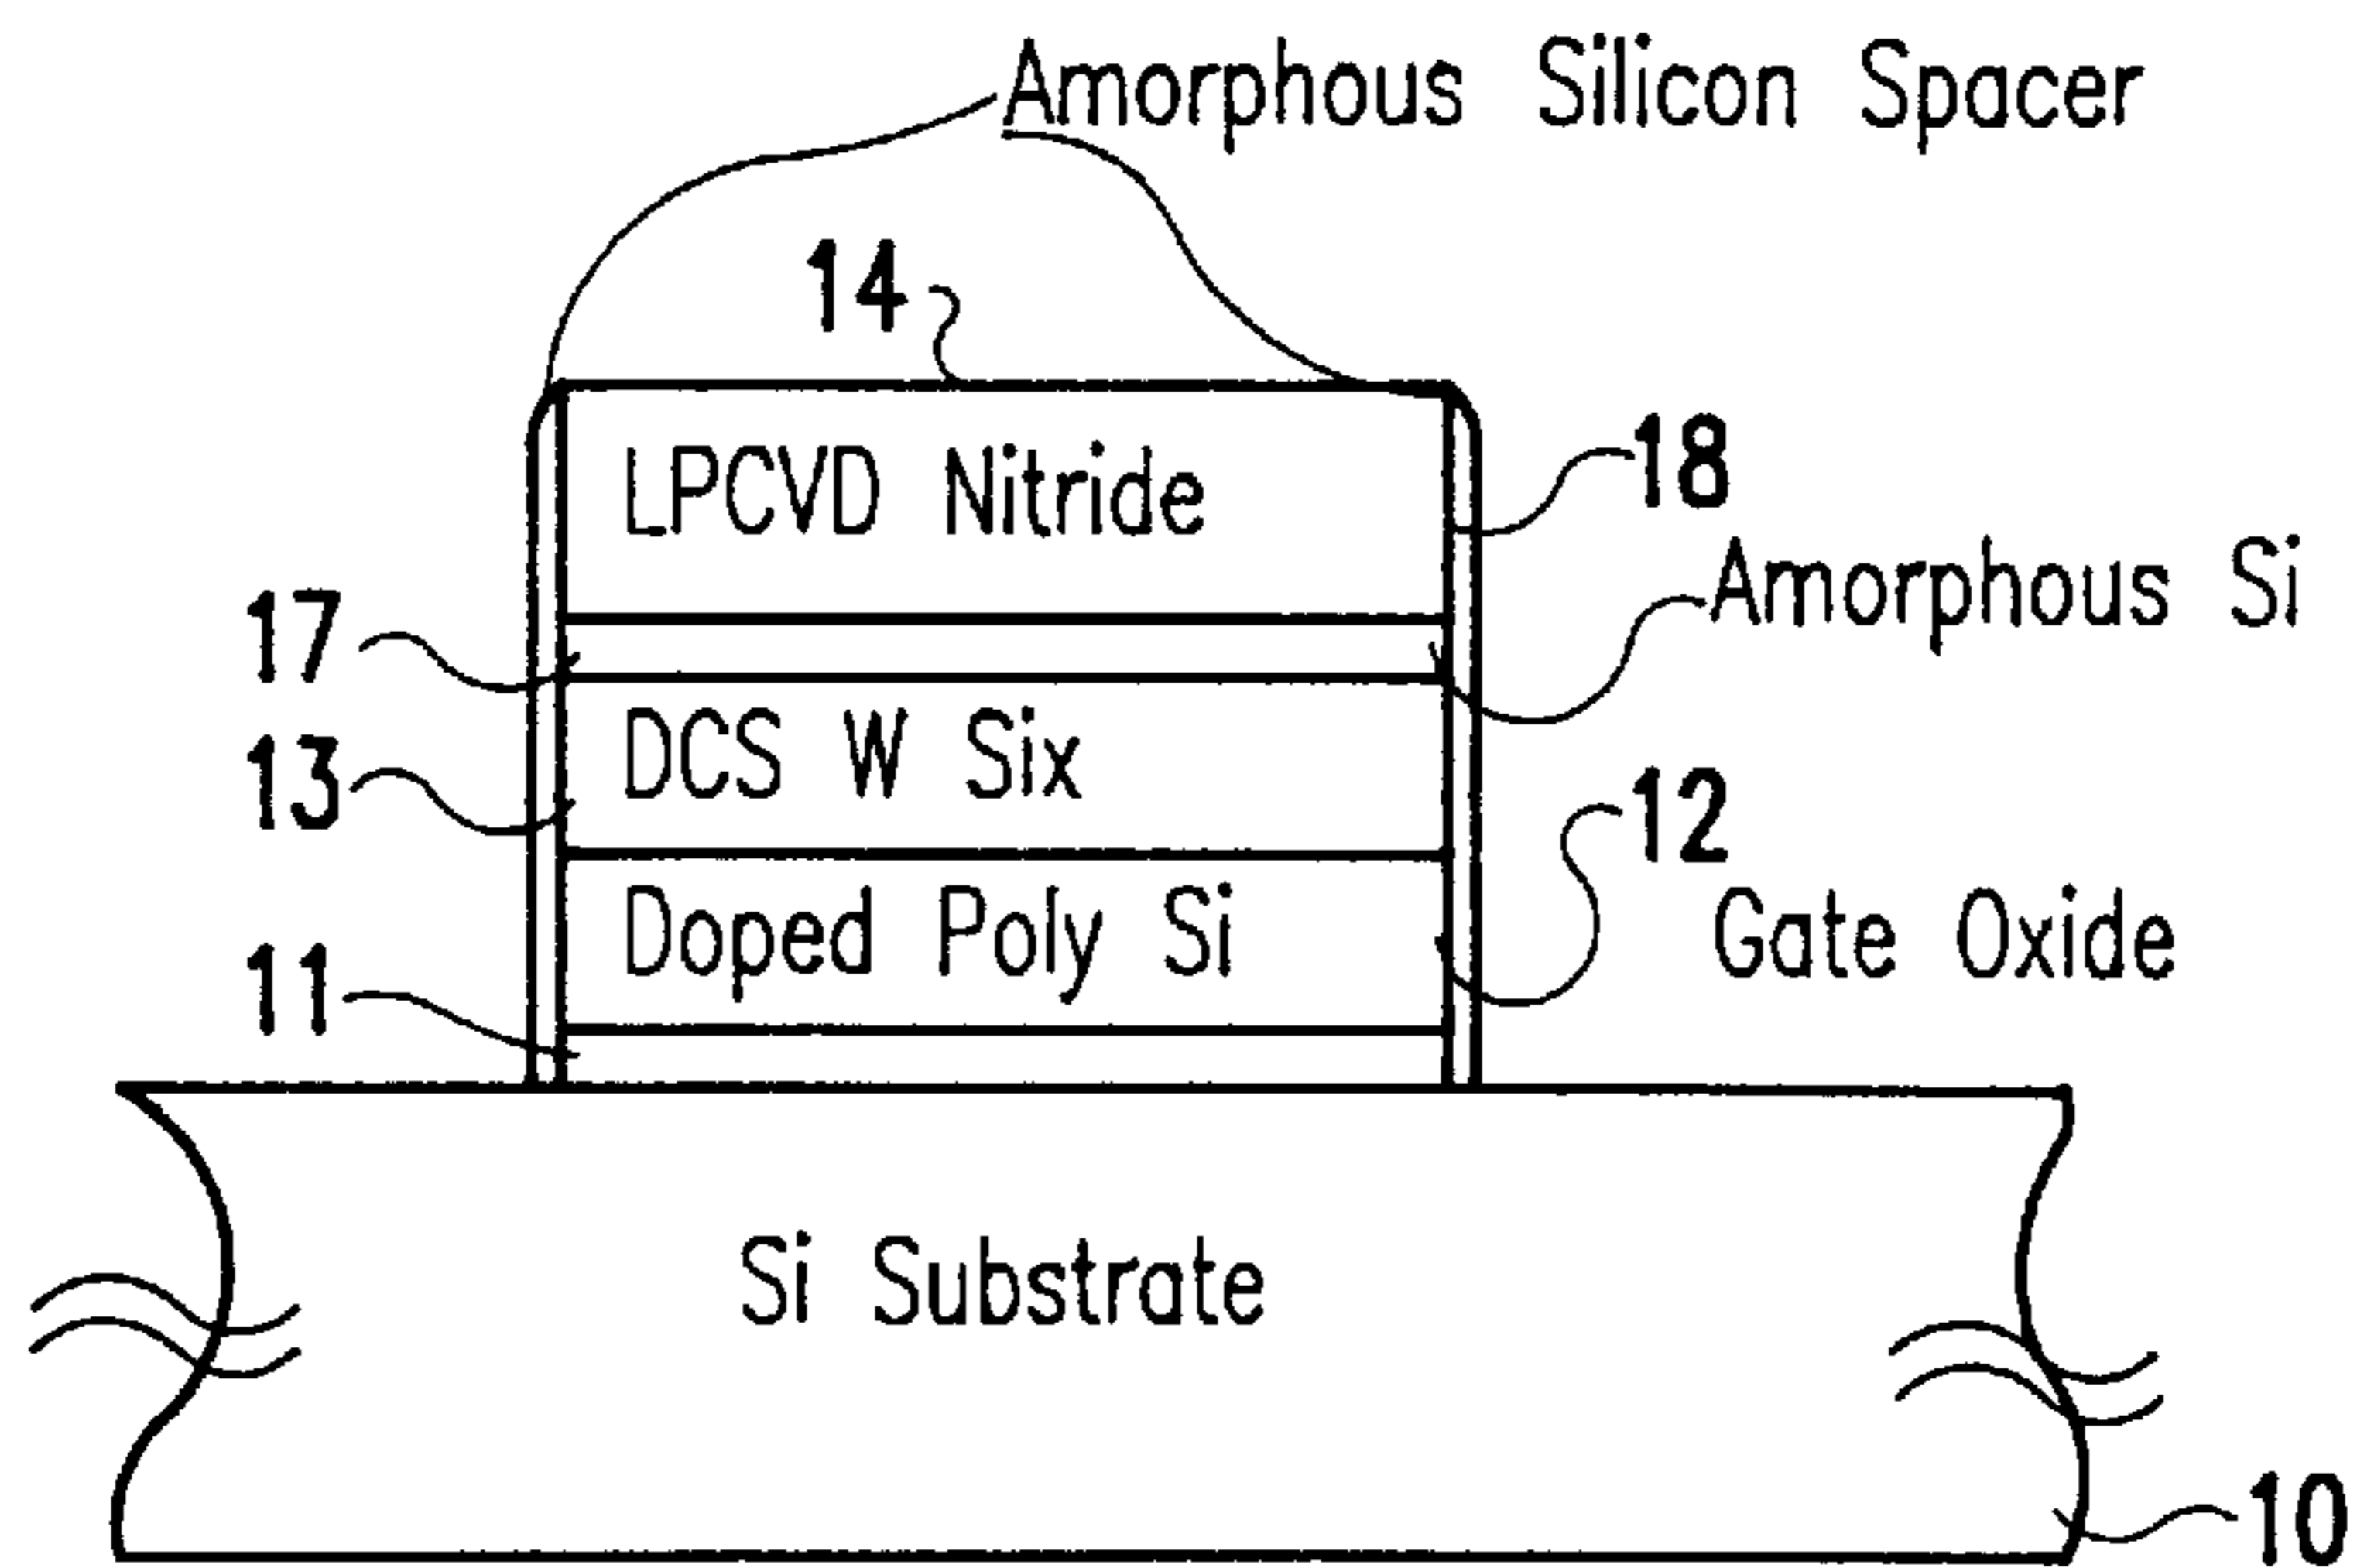 Amorphous Silicon Spacer
14
LPCVD Nitride
18
17
Amorphous Si
13
DCS W Six
12
Doped Poly Si
Gate Oxide
11
Si Substrate
10